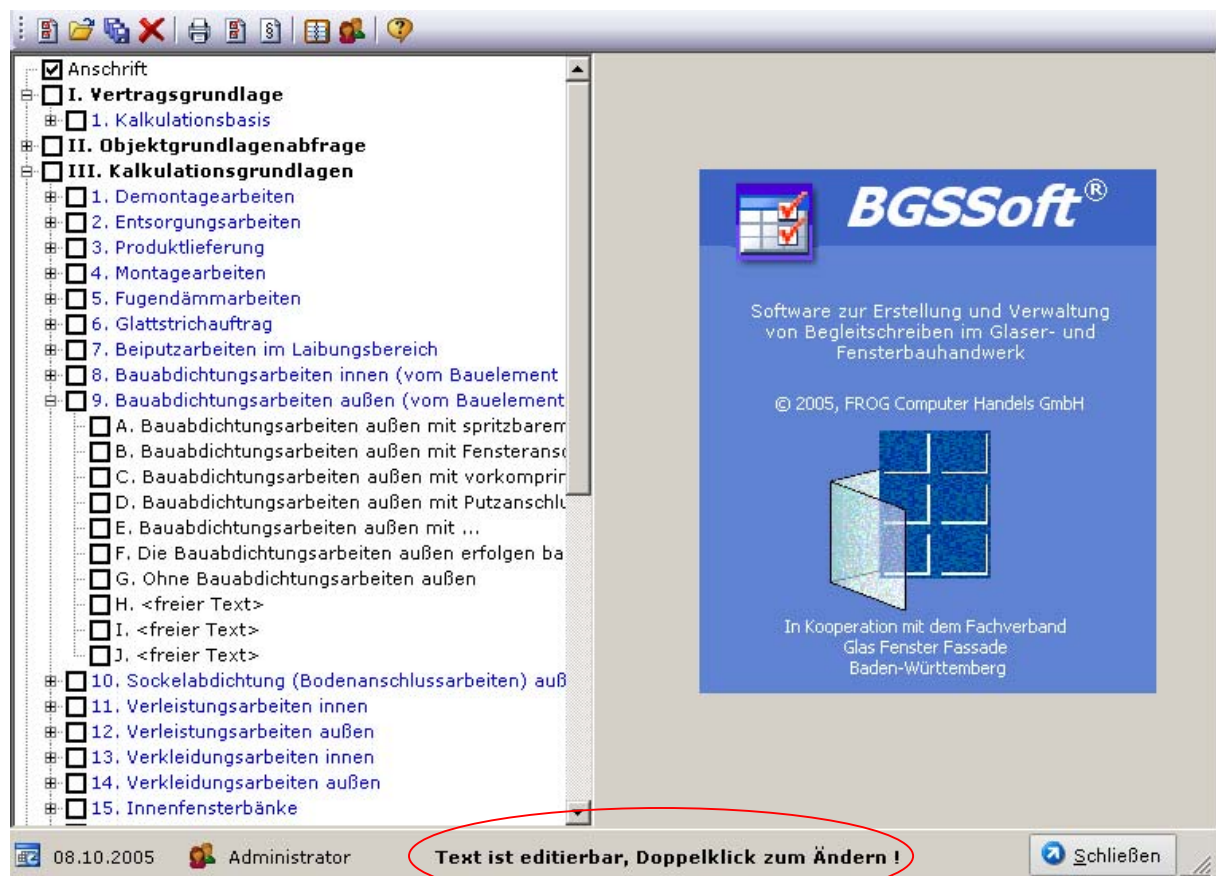 Anschrift
I. Vertragsgrundlage
1. Kalkulationsbasis
II. Objektgrundlagenabfrage
III. Kalkulationsgrundlagen
1. Demontagearbeiten
2. Entsorgungsarbeiten
3. Produktlieferung
4. Montagearbeiten
5. Fugendämmarbeiten
6. Glattstrichauftrag
7. Beiputzarbeiten im Laibungsbereich
8. Bauabdichtungsarbeiten innen (vom Bauelement
9. Bauabdichtungsarbeiten außen (vom Bauelement
A. Bauabdichtungsarbeiten außen mit spritzbarem
B. Bauabdichtungsarbeiten außen mit Fensteransc
C. Bauabdichtungsarbeiten außen mit vorkomprin
D. Bauabdichtungsarbeiten außen mit Putzanschlu
E. Bauabdichtungsarbeiten außen mit ...
F. Die Bauabdichtungsarbeiten außen erfolgen ba
G. Ohne Bauabdichtungsarbeiten außen
H. <freier Text>
I. <freier Text>
J. <freier Text>
10. Sockelabdichtung (Bodenanschlussarbeiten) auß
11. Verleistungsarbeiten innen
12. Verleistungsarbeiten außen
13. Verkleidungsarbeiten innen
14. Verkleidungsarbeiten außen
15. Innenfensterbänke
BGSSoft®
Software zur Erstellung und Verwaltung
von Begleitschreiben im Glaser- und
Fensterbauhandwerk
© 2005, FROG Computer Handels GmbH
In Kooperation mit dem Fachverband
Glas Fenster Fassade
Baden-Württemberg
08.10.2005 Administrator Text ist editierbar, Doppelklick zum Ändern ! Schließen